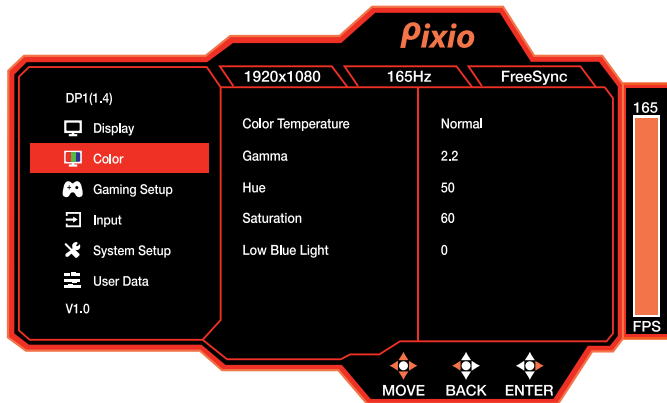 Pixio
1920x1080 165Hz FreeSync
DP1(1.4)
Display
Color
Gaming Setup
Input
System Setup
User Data
V1.0
Color Temperature Normal
Gamma 2.2
Hue 50
Saturation 60
Low Blue Light 0
165
FPS
MOVE BACK ENTER